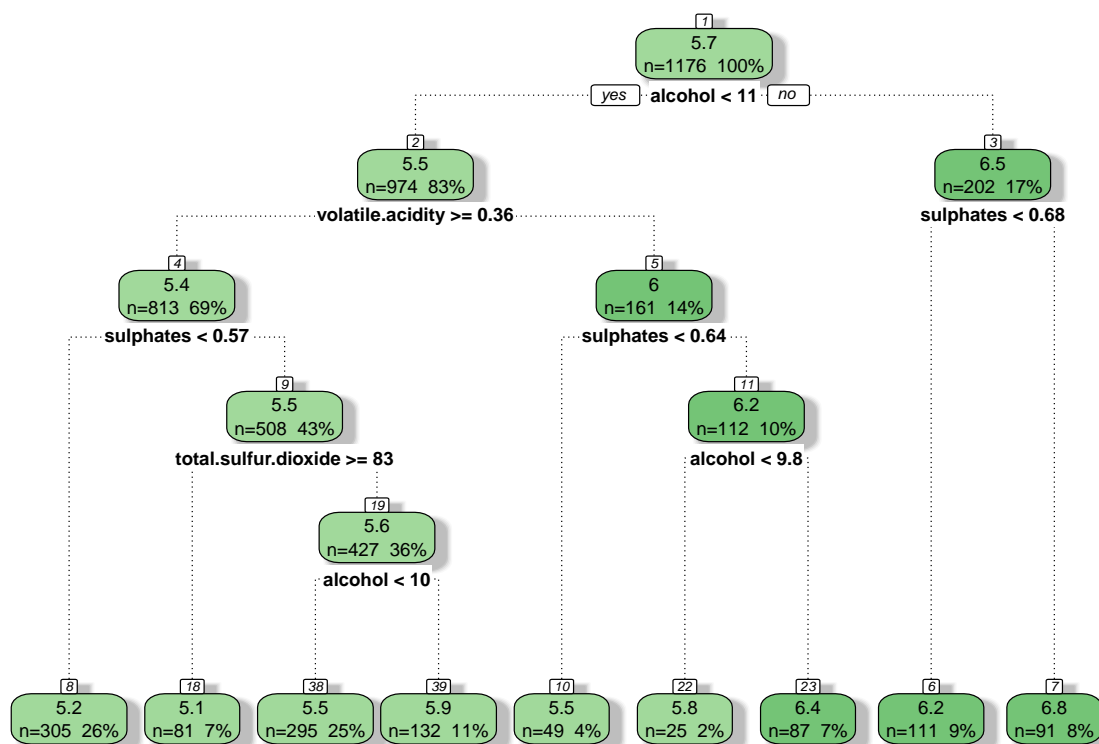 1
5.7
n=1176 100%
yes alcohol < 11 no
2
5.5
n=974 83%
volatile.acidity >= 0.36
3
6.5
n=202 17%
sulphates < 0.68
4
5.4
n=813 69%
sulphates < 0.57
5
6
n=161 14%
sulphates < 0.64
9
5.5
n=508 43%
total.sulfur.dioxide >= 83
11
6.2
n=112 10%
alcohol < 9.8
19
5.6
n=427 36%
alcohol < 10
8
5.2
n=305 26%
18
5.1
n=81 7%
38
5.5
n=295 25%
39
5.9
n=132 11%
10
5.5
n=49 4%
22
5.8
n=25 2%
23
6.4
n=87 7%
6
6.2
n=111 9%
7
6.8
n=91 8%